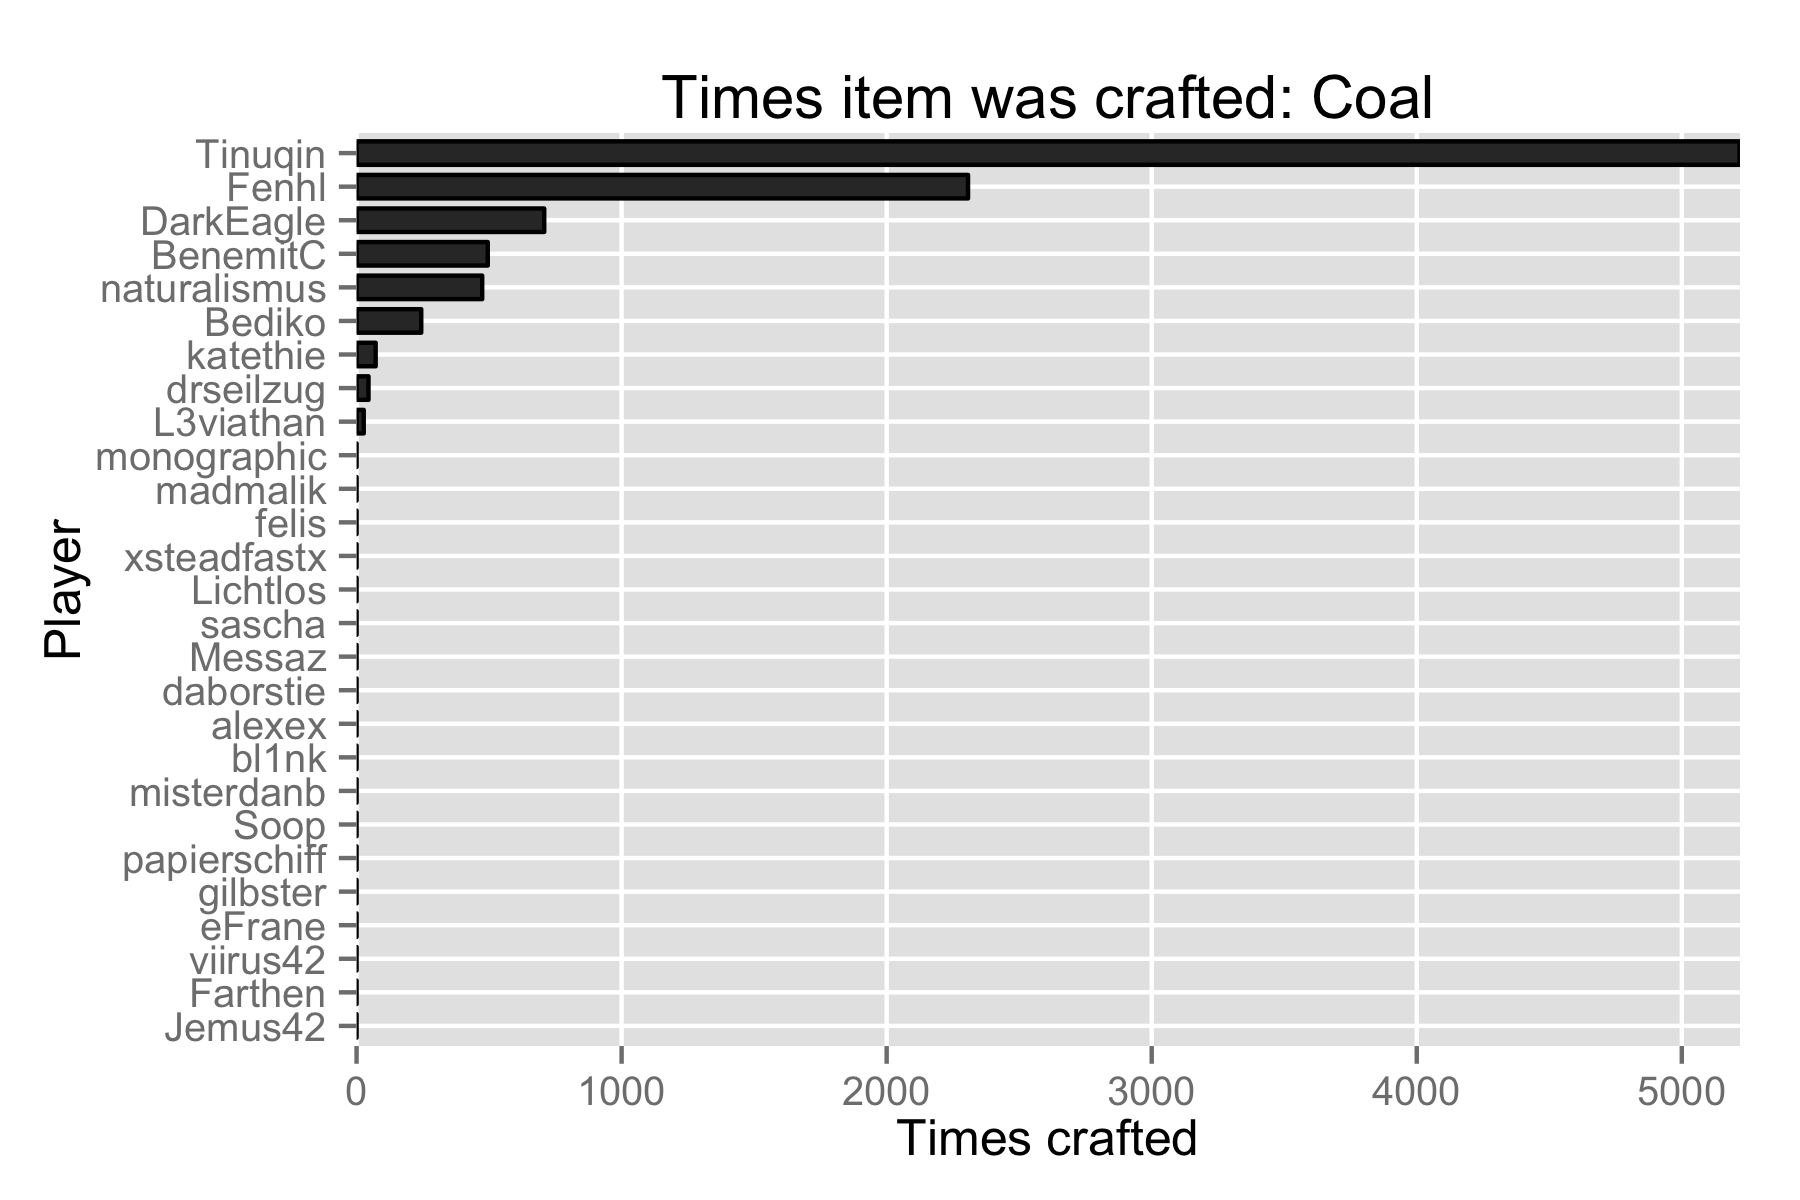 Times item was crafted: Coal
Tinuqin
Fenhl
DarkEagle
BenemitC
naturalismus
Bediko
katethie
drseilzug
L3viathan
monographic
madmalik
felis
xsteadfastx
Lichtlos
sascha
Messaz
daborstie
alexex
bl1nk
misterdanb
Soop
papierschiff
gilbster
eFrane
viirus42
Farthen
Jemus42
Player
0 1000 2000 3000 4000 5000
Times crafted